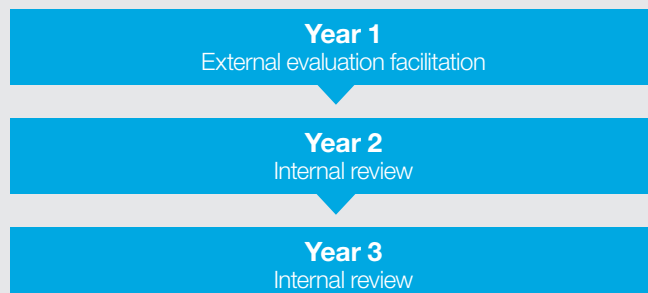 Year 1
External evaluation facilitation
Year 2
Internal review
Year 3
Internal review